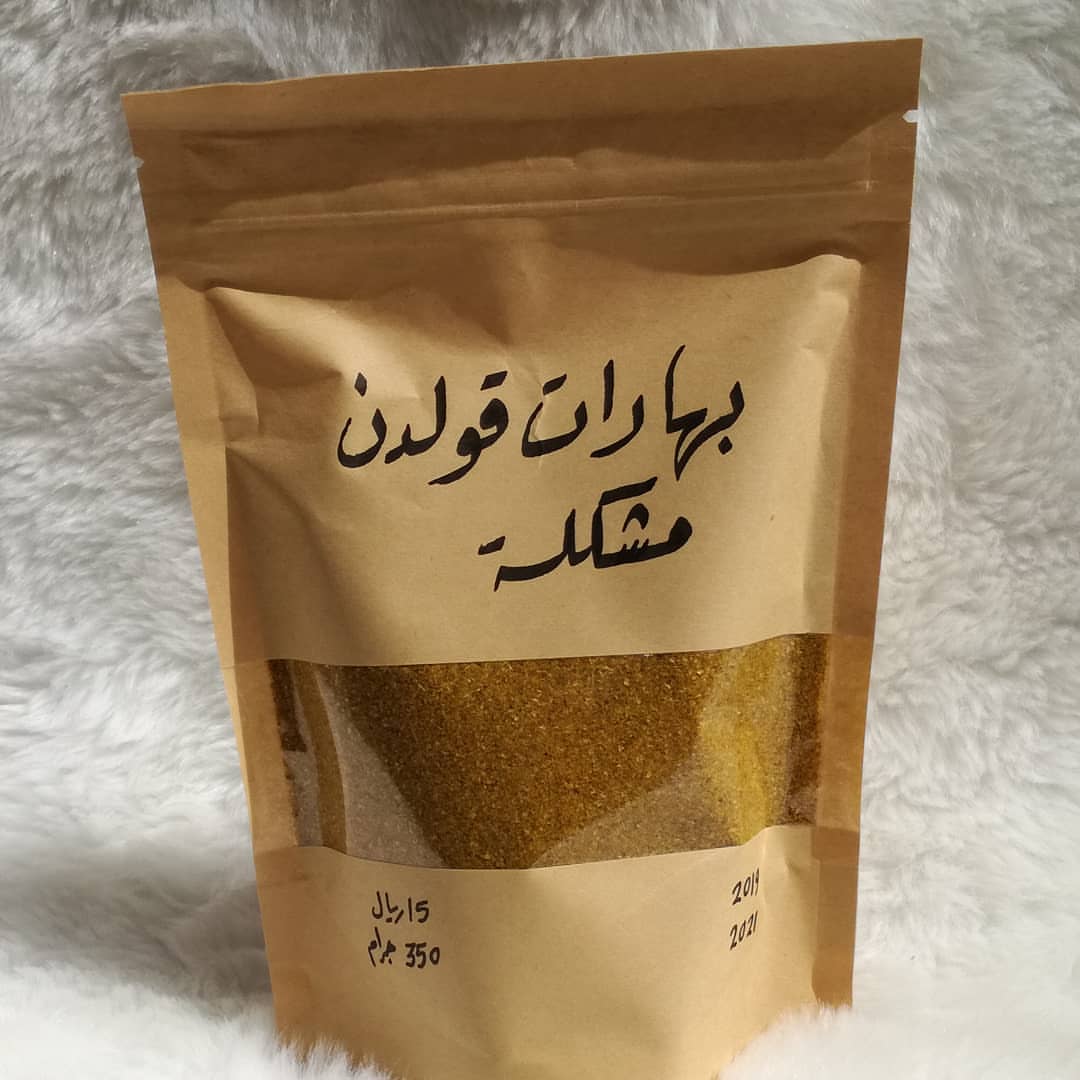 بهارات قولدن
مشكلة
15 ريال
350 جرام
2019
2021